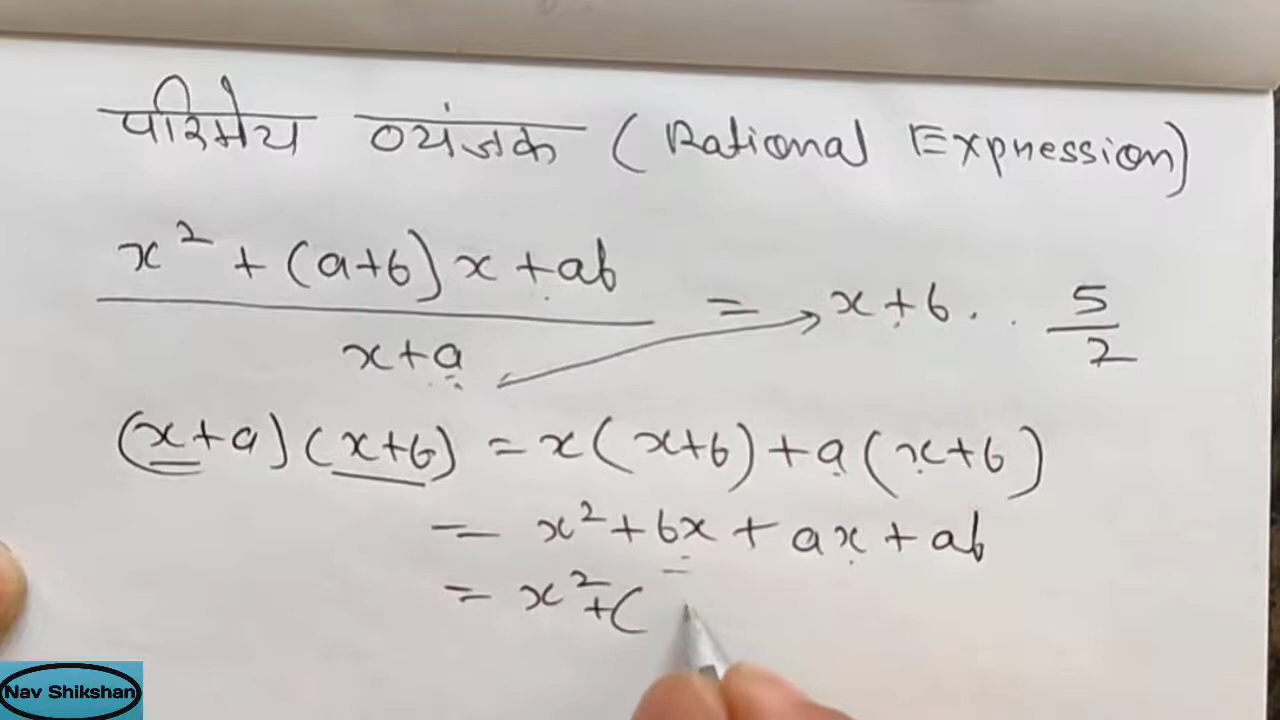 परिमेय व्यंजक (Rational Expression)
x² + (a+b)x + ab
x+a
= x+b . .
5
2
(x+a)(x+b) = x(x+b)+a(x+b)
= x²+bx+ax+ab
= x²+(
Nav Shikshan